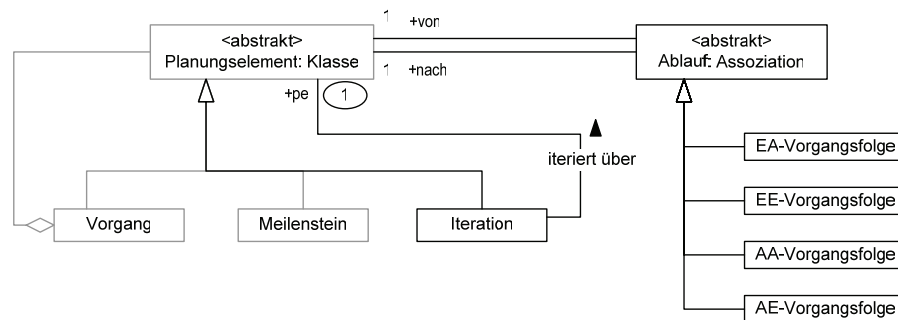 1
+von
<abstrakt>
Planungselement: Klasse
<abstrakt>
Ablauf: Assoziation
1
+nach
+pe
1
iteriert über
EA-Vorgangsfolge
EE-Vorgangsfolge
Vorgang
Meilenstein
Iteration
AA-Vorgangsfolge
AE-Vorgangsfolge